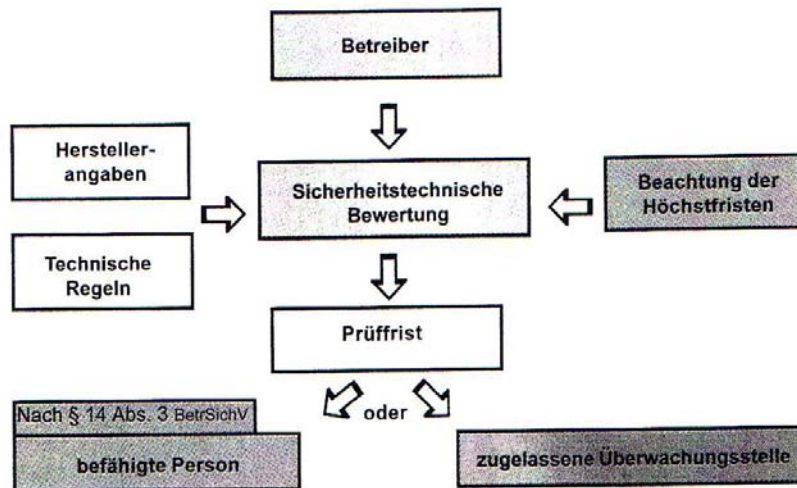 Betreiber
Hersteller-
angaben
Sicherheitstechnische
Bewertung
Beachtung der
Höchstfristen
Technische
Regeln
Prüffrist
Nach § 14 Abs. 3 BetrSichV
oder
befähigte Person
zugelassene Überwachungsstelle